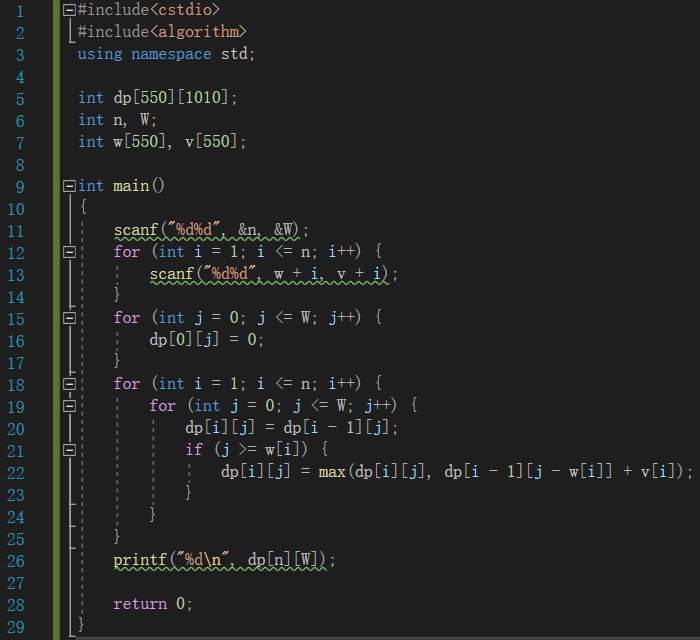 1 #include<cstdio>
2 #include<algorithm>
3 using namespace std;
4
5 int dp[550][1010];
6 int n, W;
7 int w[550], v[550];
8
9 int main()
10 {
11     scanf("%d%d", &n, &W);
12     for (int i = 1; i <= n; i++) {
13         scanf("%d%d", w + i, v + i);
14     }
15     for (int j = 0; j <= W; j++) {
16         dp[0][j] = 0;
17     }
18     for (int i = 1; i <= n; i++) {
19         for (int j = 0; j <= W; j++) {
20             dp[i][j] = dp[i - 1][j];
21             if (j >= w[i]) {
22                 dp[i][j] = max(dp[i][j], dp[i - 1][j - w[i]] + v[i]);
23             }
24         }
25     }
26     printf("%d\n", dp[n][W]);
27
28     return 0;
29 }